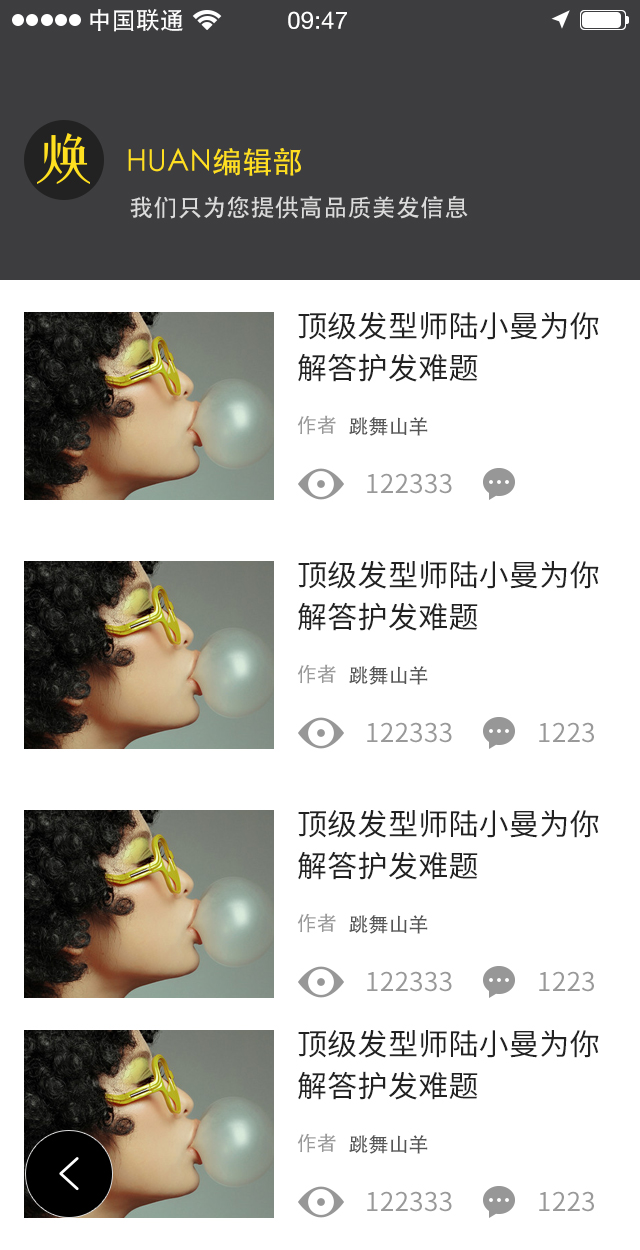 中国联通 09:47
焕
HUAN编辑部
我们只为您提供高品质美发信息
顶级发型师陆小曼为你
解答护发难题
作者 跳舞山羊
122333
顶级发型师陆小曼为你
解答护发难题
作者 跳舞山羊
122333 1223
顶级发型师陆小曼为你
解答护发难题
作者 跳舞山羊
122333 1223
顶级发型师陆小曼为你
解答护发难题
作者 跳舞山羊
122333 1223